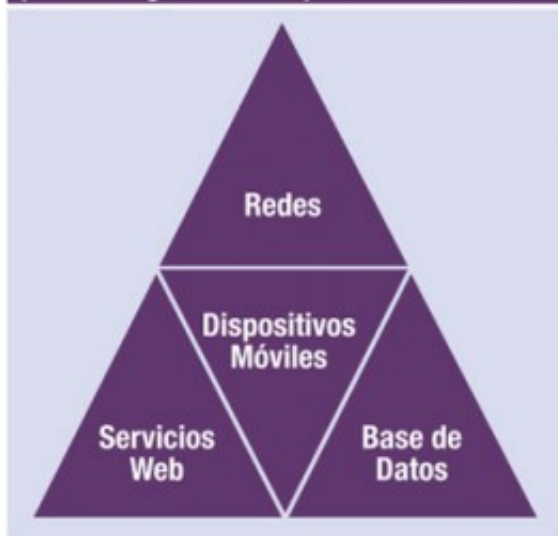 Redes
Dispositivos
Móviles
Servicios
Web
Base de
Datos